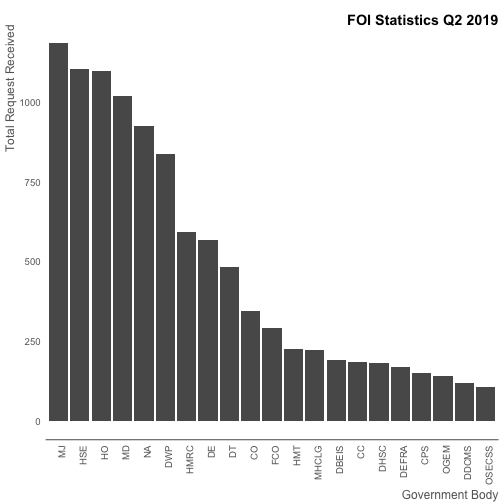 FOI Statistics Q2 2019
Total Request Received
1000
750
500
250
0
MJ
HSE
HO
MD
NA
DWP
HMRC
DE
DT
CO
FCO
HMT
MHCLG
DBEIS
CC
DHSC
DEFRA
CPS
OGEM
DDCMS
OSECSS
Government Body